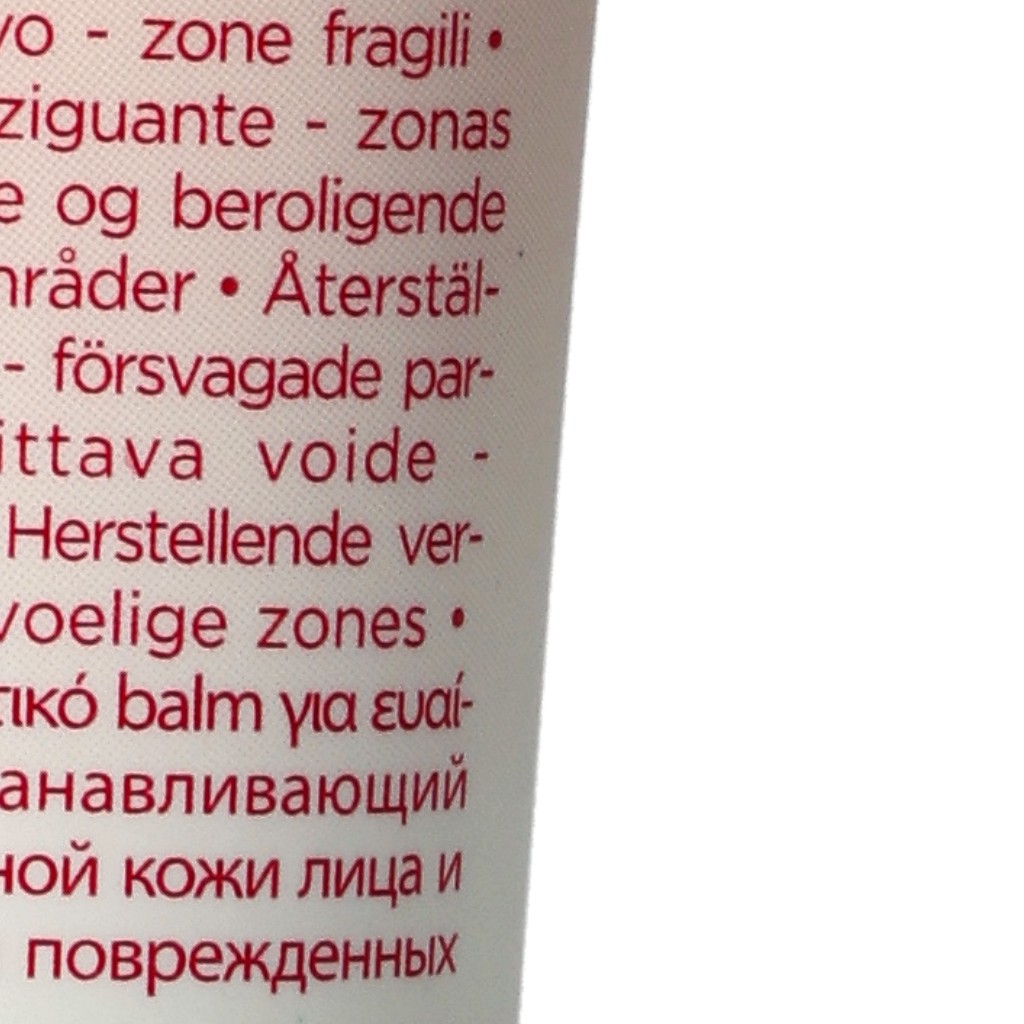 vo - zone fragili •
ziguante - zonas
e og beroligende
mråder • Återstäl-
- försvagade par-
ittava voide -
Herstellende ver-
voelige zones •
τικό balm για ευαί-
анавливающий
ной кожи лица и
поврежденных